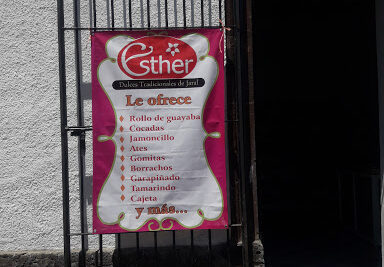 Esther
Dulces Tradicionales de Jaral
Le ofrece
Rollo de guayaba
Cocadas
Jamoncillo
Ates
Gomitas
Borrachos
Garapiñado
Tamarindo
Cajeta
y más...